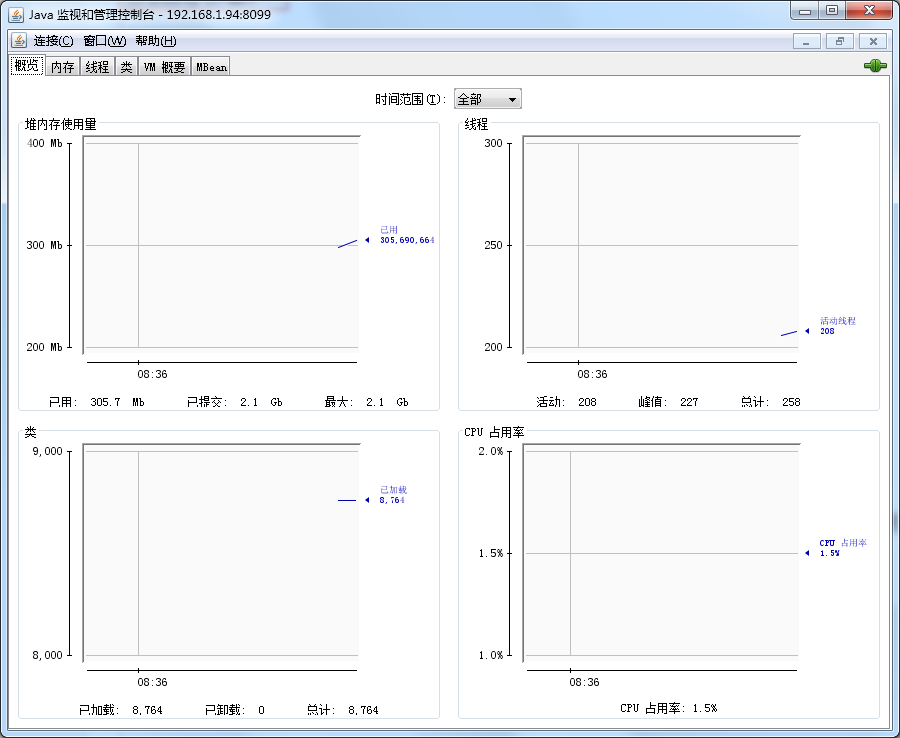 Java 监视和管理控制台 - 192.168.1.94:8099
连接(C) 窗口(W) 帮助(H)
概览 内存 线程 类 VM 概要 MBean
时间范围(T): 全部
堆内存使用量
400 Mb
300 Mb
200 Mb
已用
305,690,664
08:36
已用: 305.7 Mb 已提交: 2.1 Gb 最大: 2.1 Gb
线程
300
250
200
活动线程
208
08:36
活动: 208 峰值: 227 总计: 258
类
9,000
8,000
已加载
8,764
08:36
已加载: 8,764 已卸载: 0 总计: 8,764
CPU 占用率
2.0%
1.5%
1.0%
CPU 占用率
1.5%
08:36
CPU 占用率: 1.5%